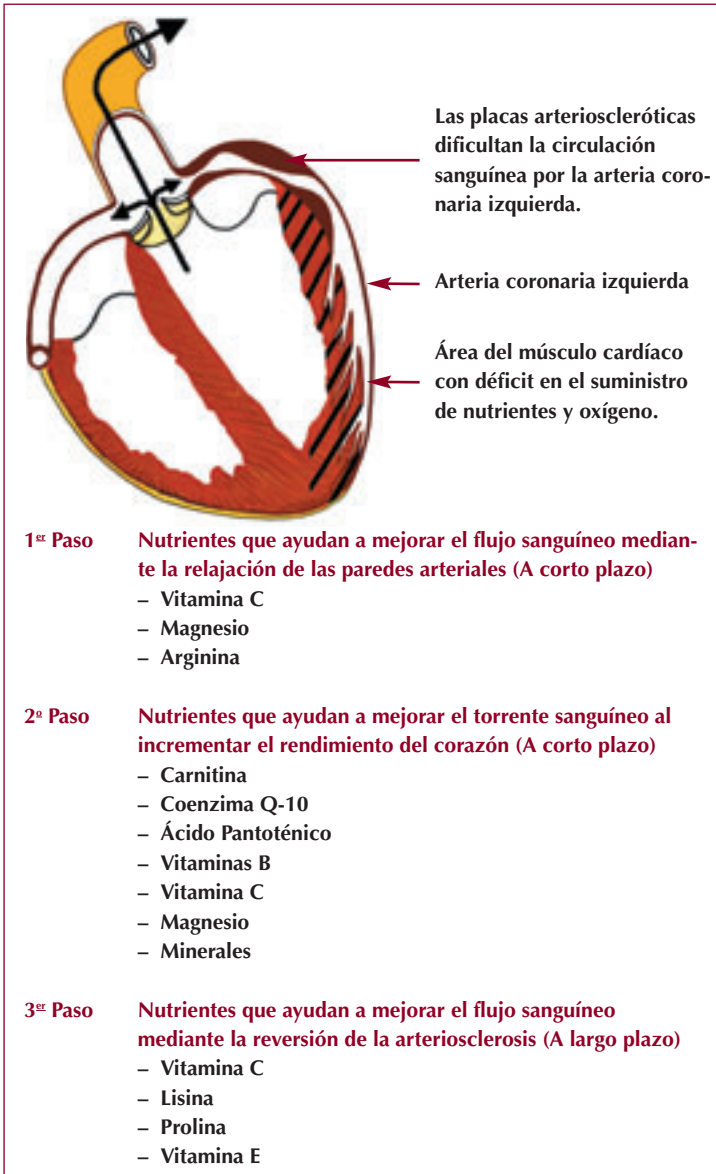 Las placas arterioscleróticas
dificultan la circulación
sanguínea por la arteria coro-
naria izquierda.
Arteria coronaria izquierda
Área del músculo cardíaco
con déficit en el suministro
de nutrientes y oxígeno.
1er Paso Nutrientes que ayudan a mejorar el flujo sanguíneo median-
te la relajación de las paredes arteriales (A corto plazo)
– Vitamina C
– Magnesio
– Arginina
2º Paso Nutrientes que ayudan a mejorar el torrente sanguíneo al
incrementar el rendimiento del corazón (A corto plazo)
– Carnitina
– Coenzima Q-10
– Ácido Pantoténico
– Vitaminas B
– Vitamina C
– Magnesio
– Minerales
3er Paso Nutrientes que ayudan a mejorar el flujo sanguíneo
mediante la reversión de la arteriosclerosis (A largo plazo)
– Vitamina C
– Lisina
– Prolina
– Vitamina E